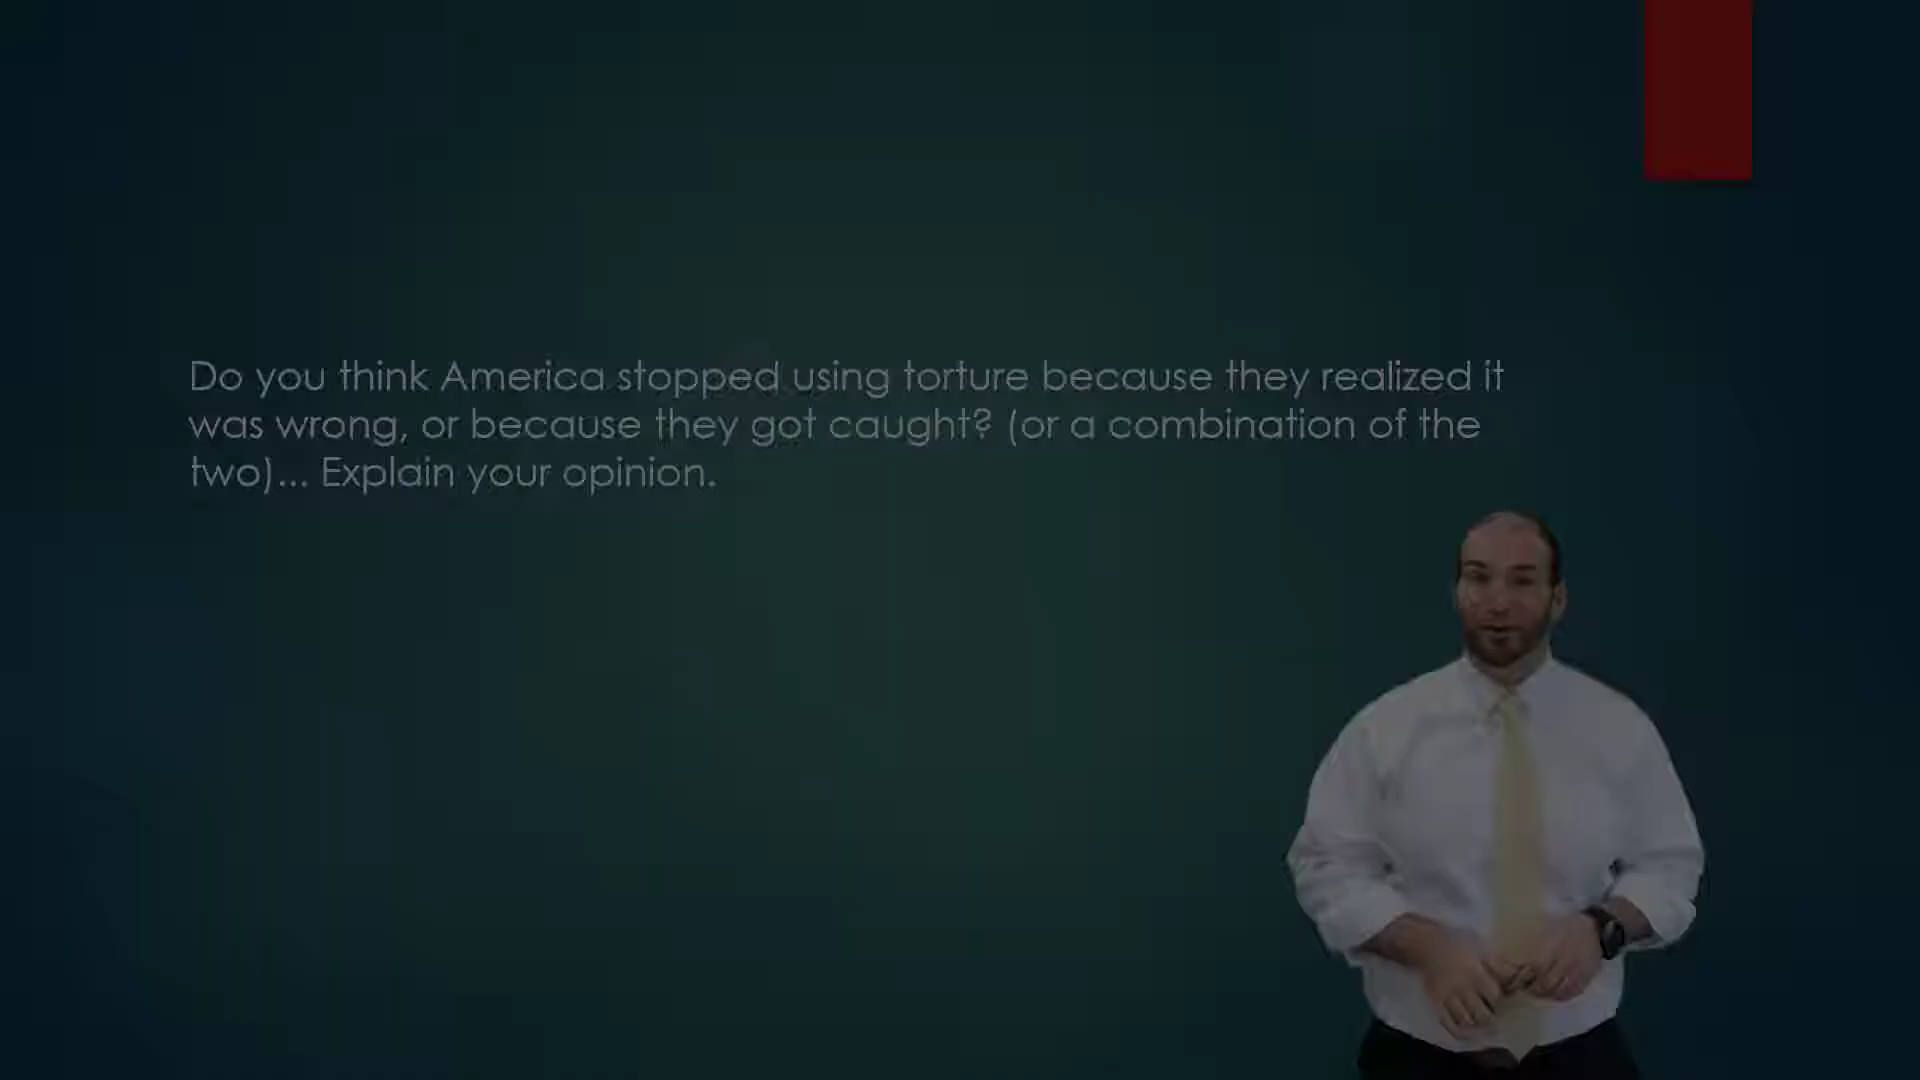 Do you think America stopped using torture because they realized it
was wrong, or because they got caught? (or a combination of the
two)... Explain your opinion.